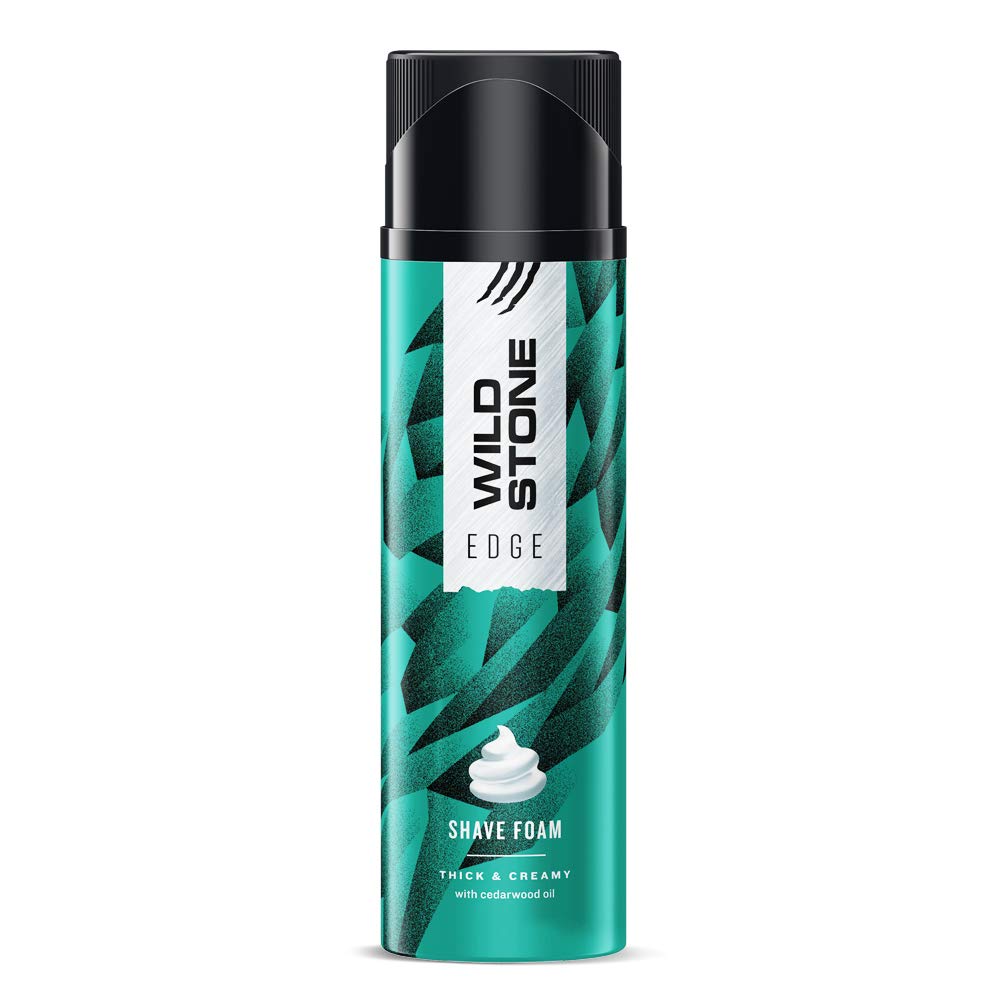 WILD
STONE
EDGE
SHAVE FOAM
THICK & CREAMY
with cedarwood oil